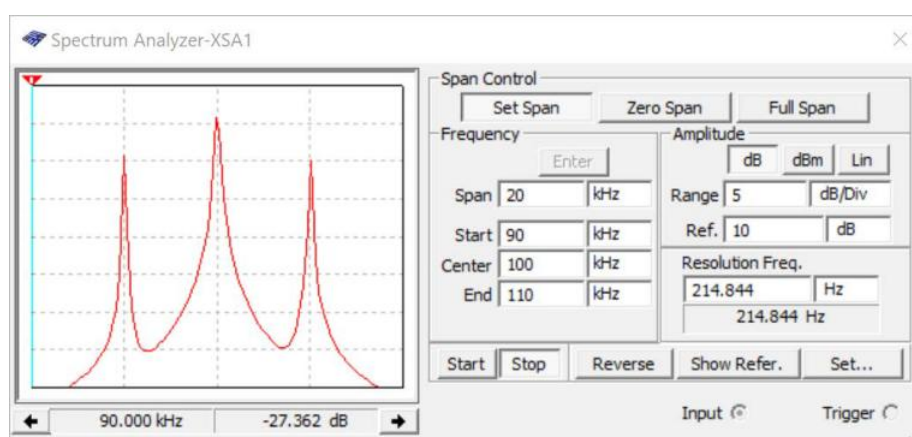 Spectrum Analyzer-XSA1
Span Control
Set Span Zero Span Full Span
Frequency
Enter
Span 20 kHz
Start 90 kHz
Center 100 kHz
End 110 kHz
Amplitude
dB dBm Lin
Range 5 dB/Div
Ref. 10 dB
Resolution Freq.
214.844 Hz
214.844 Hz
Start Stop Reverse Show Refer. Set...
90.000 kHz -27.362 dB
Input Trigger